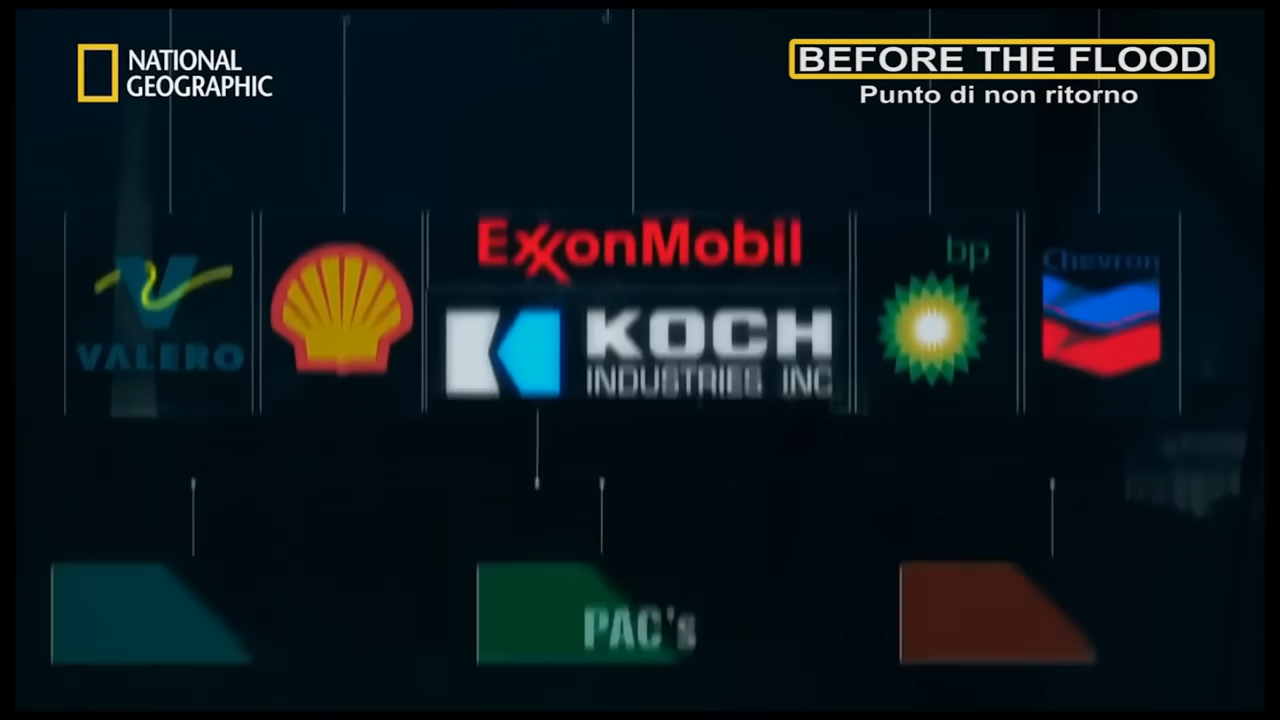 NATIONAL
GEOGRAPHIC
BEFORE THE FLOOD
Punto di non ritorno
VALERO
ExxonMobil
KOCH
INDUSTRIES INC
bp
Chevron
PAC's